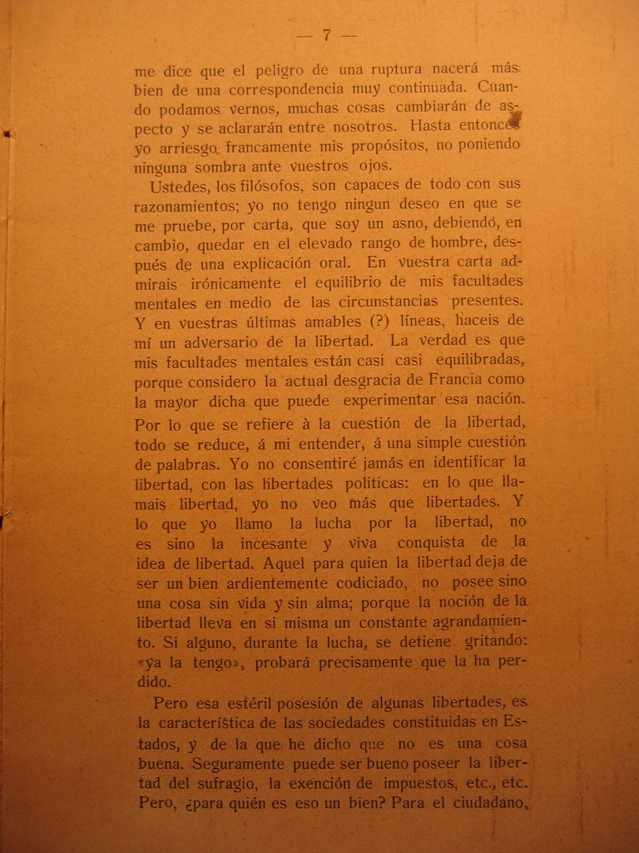 — 7 —
me dice que el peligro de una ruptura nacerá más
bien de una correspondencia muy continuada. Cuan-
do podamos vernos, muchas cosas cambiarán de as-
pecto y se aclararán entre nosotros. Hasta entonces
yo arriesgo francamente mis propósitos, no poniendo
ninguna sombra ante vuestros ojos.
Ustedes, los filósofos, son capaces de todo con sus
razonamientos; yo no tengo ningun deseo en que se
me pruebe, por carta, que soy un asno, debiendo, en
cambio, quedar en el elevado rango de hombre, des-
pués de una explicación oral. En vuestra carta ad-
mirais irónicamente el equilibrio de mis facultades
mentales en medio de las circunstancias presentes.
Y en vuestras últimas amables (?) líneas, haceis de
mí un adversario de la libertad. La verdad es que
mis facultades mentales están casi casi equilibradas,
porque considero la actual desgracia de Francia como
la mayor dicha que puede experimentar esa nación.
Por lo que se refiere à la cuestión de la libertad,
todo se reduce, á mi entender, á una simple cuestión
de palabras. Yo no consentiré jamás en identificar la
libertad, con las libertades politicas: en lo que lla-
mais libertad, yo no veo más que libertades. Y
lo que yo llamo la lucha por la libertad, no
es sino la incesante y viva conquista de la
idea de libertad. Aquel para quien la libertad deja de
ser un bien ardientemente codiciado, no posee sino
una cosa sin vida y sin alma; porque la noción de la
libertad lleva en si misma un constante agrandamien-
to. Si alguno, durante la lucha, se detiene gritando:
«ya la tengo», probará precisamente que la ha per-
dido.
Pero esa estéril posesión de algunas libertades, es
la característica de las sociedades constituidas en Es-
tados, y de la que he dicho que no es una cosa
buena. Seguramente puede ser bueno poseer la liber-
tad del sufragio, la exención de impuestos, etc., etc.
Pero, ¿para quién es eso un bien? Para el ciudadano,